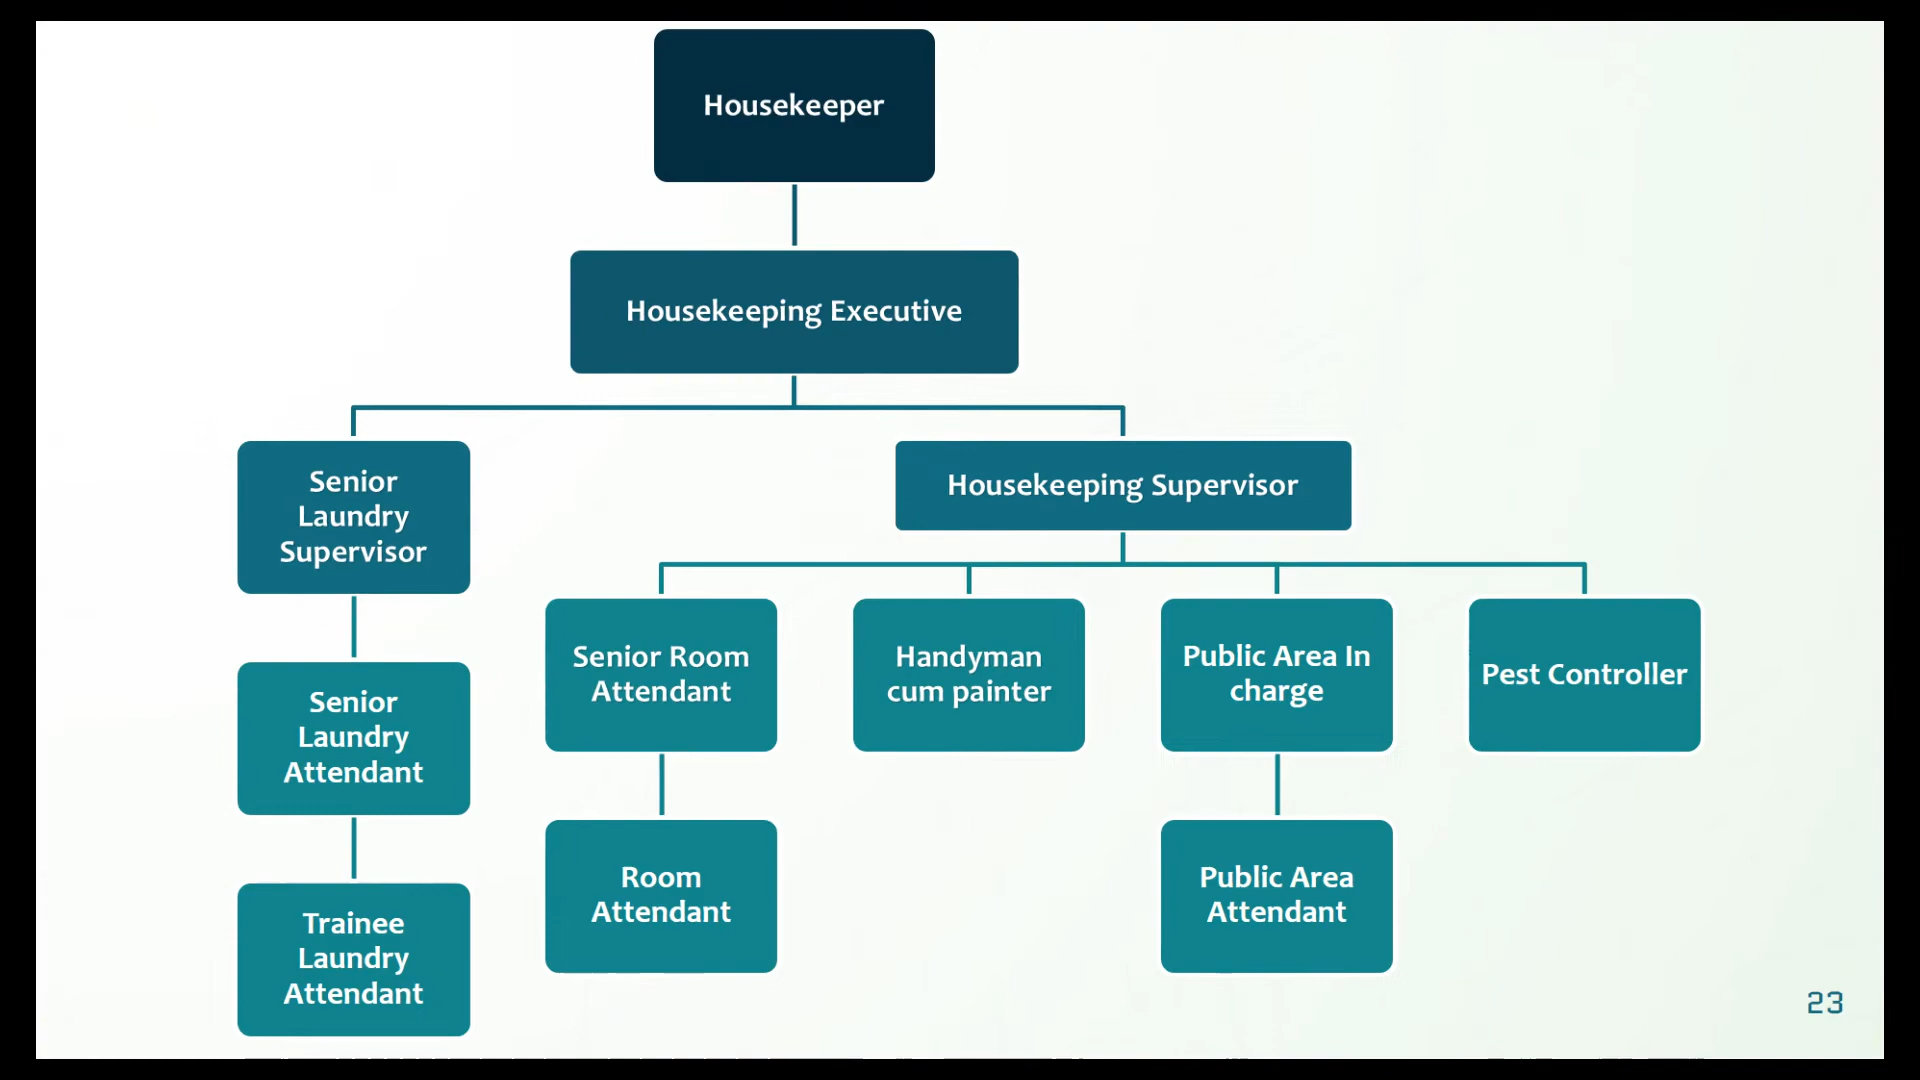 Housekeeper
Housekeeping Executive
Senior
Laundry
Supervisor
Housekeeping Supervisor
Senior Room
Attendant
Handyman
cum painter
Public Area In
charge
Pest Controller
Senior
Laundry
Attendant
Room
Attendant
Public Area
Attendant
Trainee
Laundry
Attendant
23